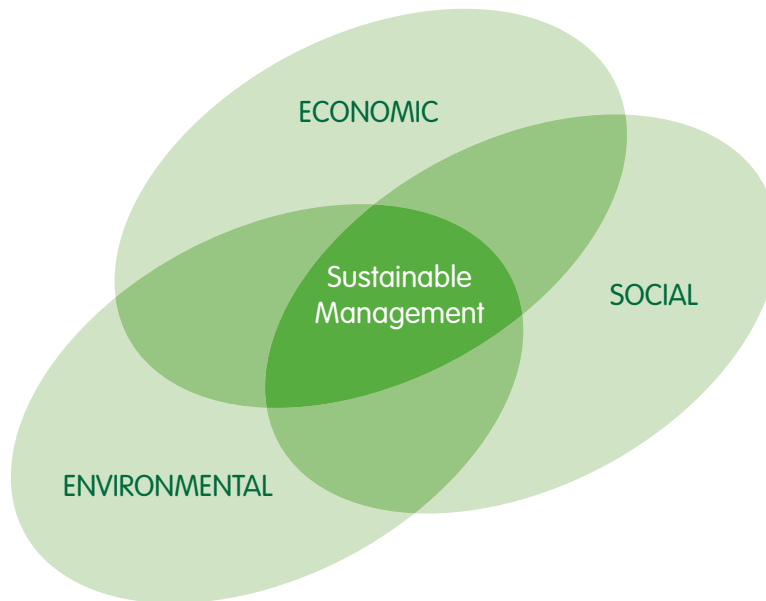 ECONOMIC
Sustainable
Management
SOCIAL
ENVIRONMENTAL